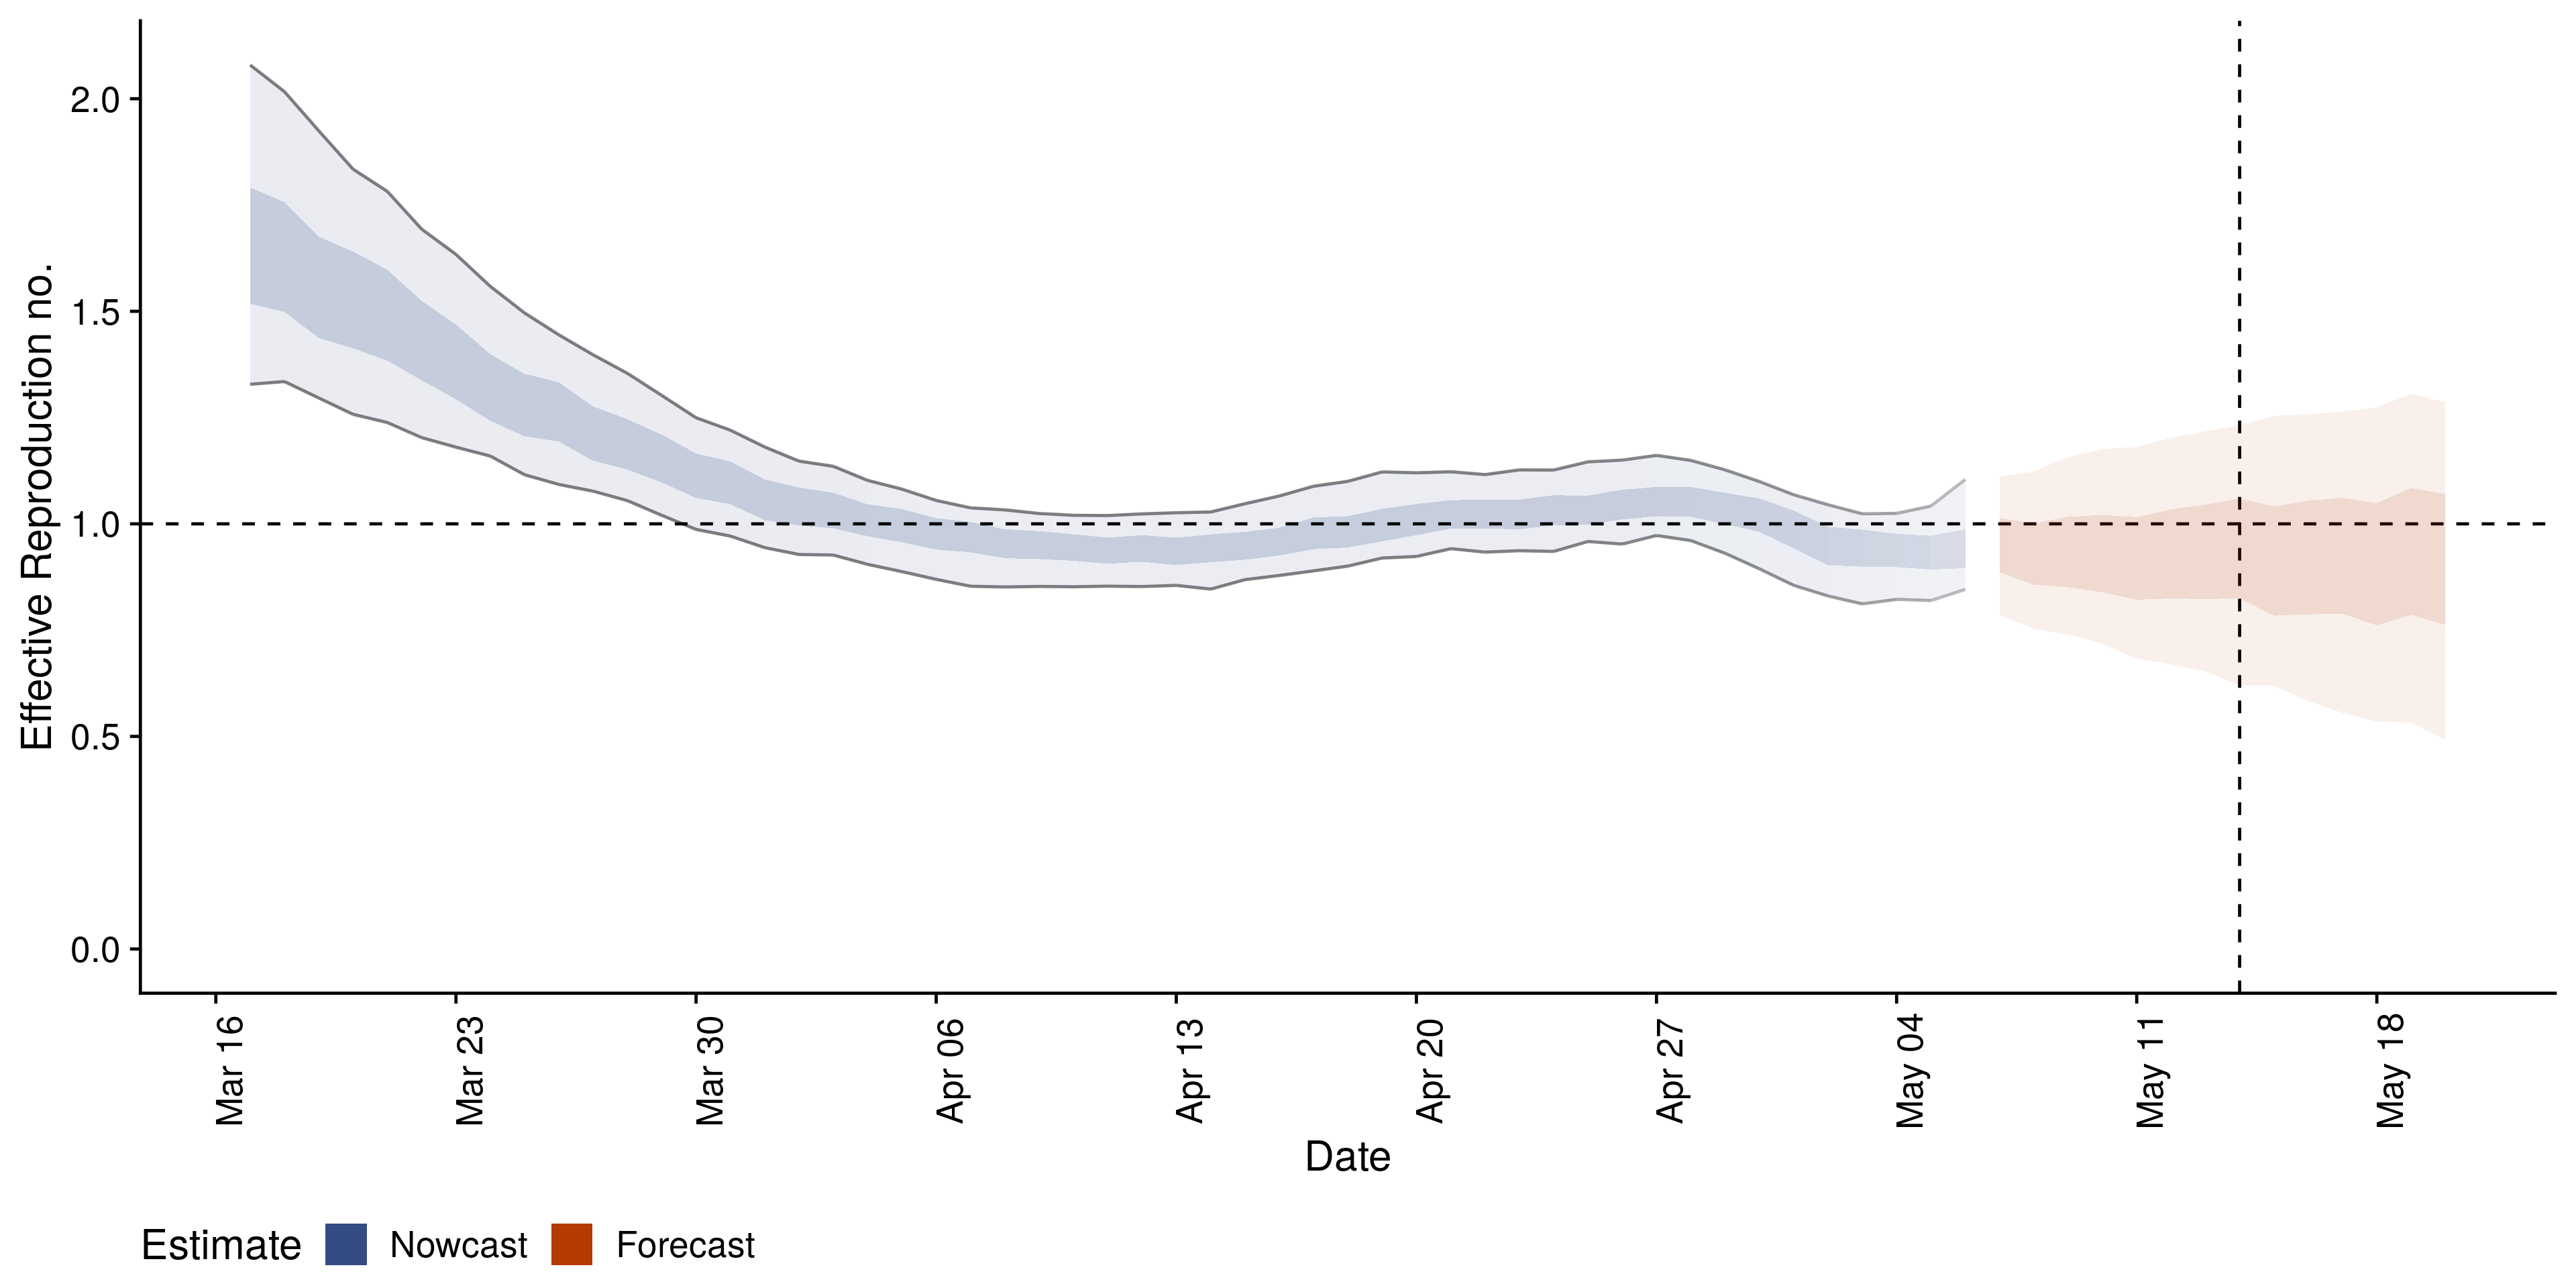 Effective Reproduction no.
2.0
1.5
1.0
0.5
0.0
Mar 16
Mar 23
Mar 30
Apr 06
Apr 13
Apr 20
Apr 27
May 04
May 11
May 18
Date
Estimate Nowcast Forecast